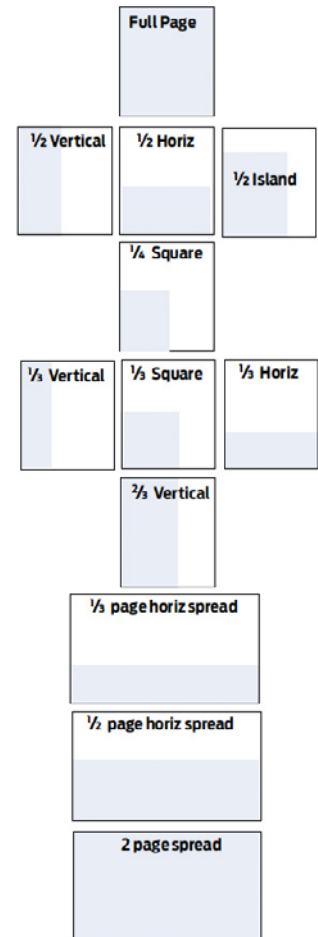 Full Page
½ Vertical
½ Horiz
½ Island
¼ Square
⅓ Vertical
⅓ Square
⅓ Horiz
⅔ Vertical
⅓ page horiz spread
½ page horiz spread
2 page spread